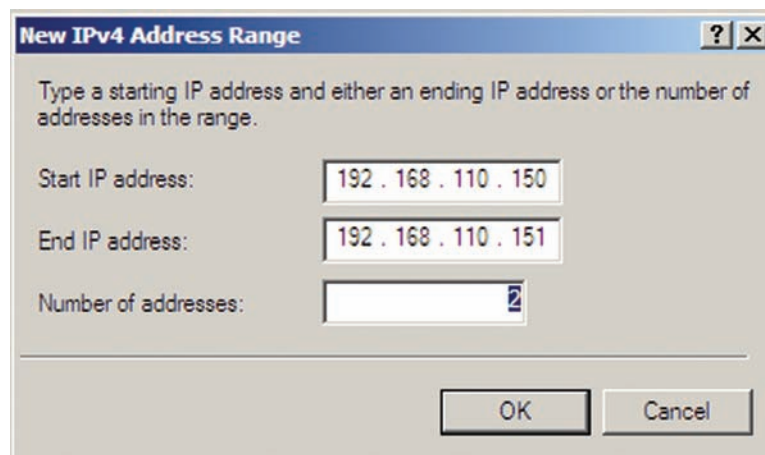 New IPv4 Address Range
Type a starting IP address and either an ending IP address or the number of
addresses in the range.
Start IP address: 192 . 168 . 110 . 150
End IP address: 192 . 168 . 110 . 151
Number of addresses: 2
OK Cancel